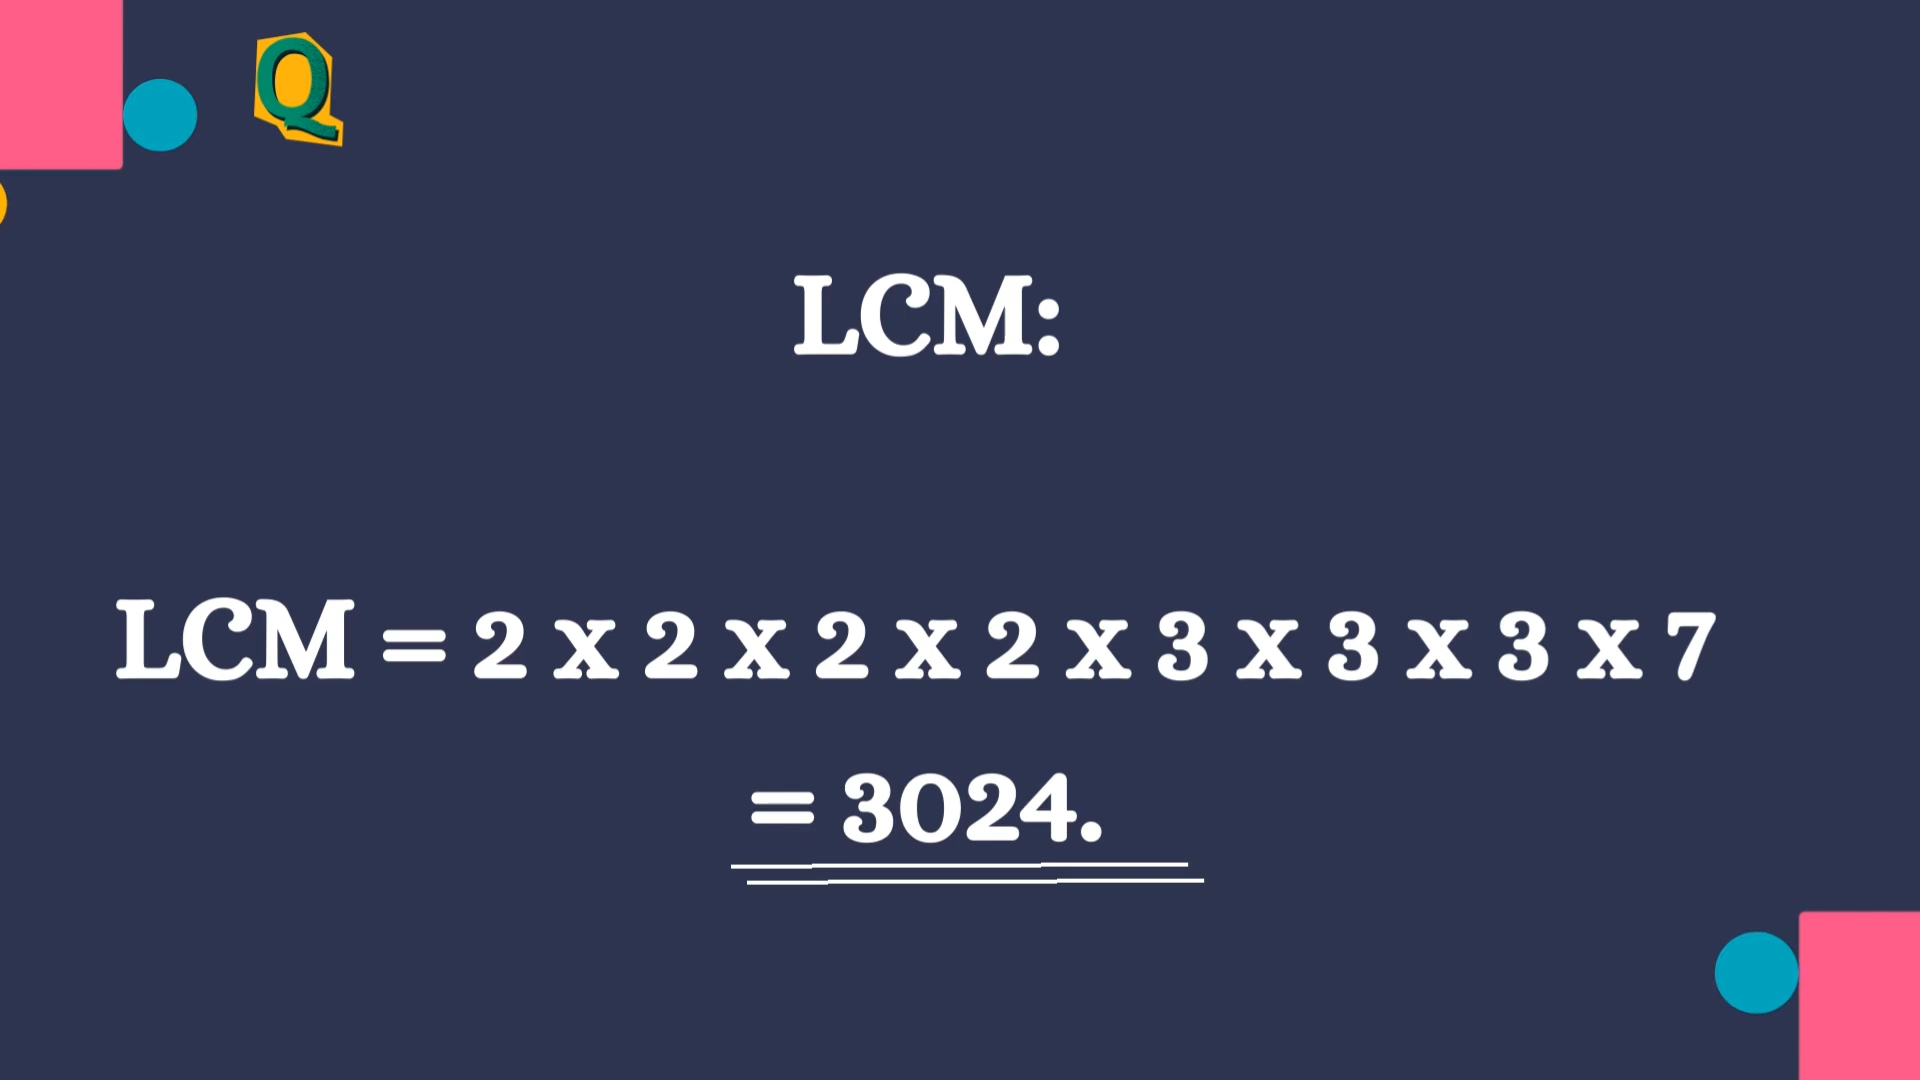 Q
LCM:
LCM = 2 x 2 x 2 x 2 x 3 x 3 x 3 x 7
= 3024.